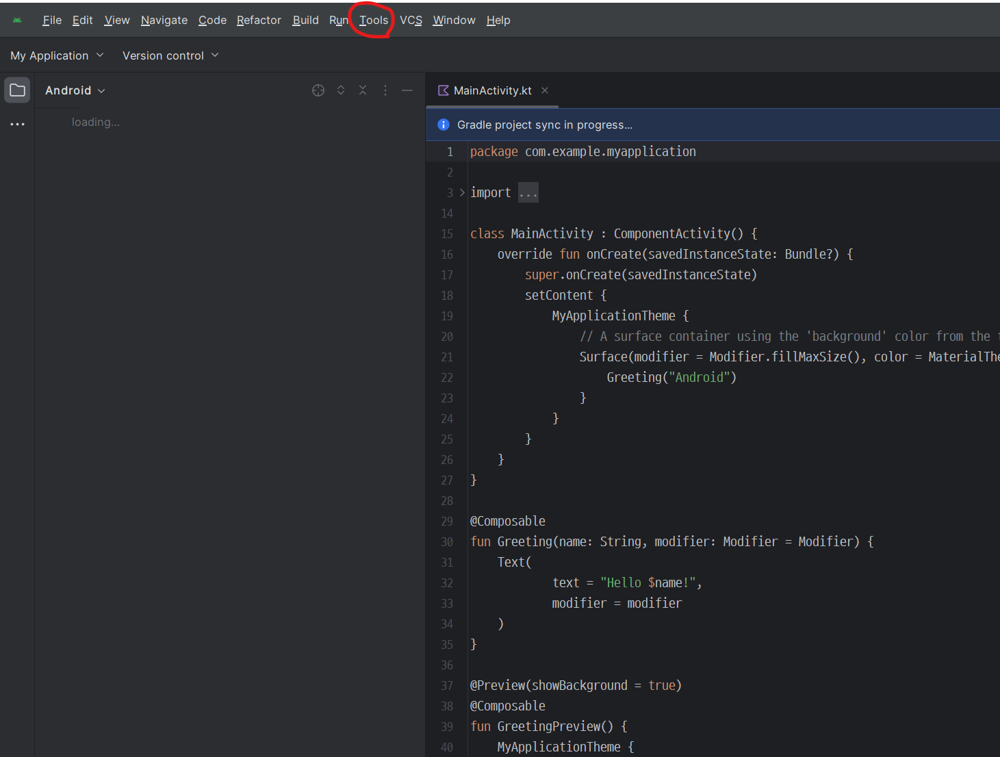 File Edit View Navigate Code Refactor Build Run Tools VCS Window Help
My Application Version control
Android
loading...
MainActivity.kt
Gradle project sync in progress...
1 package com.example.myapplication
2
3 import ...
14
15 class MainActivity : ComponentActivity() {
16 override fun onCreate(savedInstanceState: Bundle?) {
17 super.onCreate(savedInstanceState)
18 setContent {
19 MyApplicationTheme {
20 // A surface container using the 'background' color from the
21 Surface(modifier = Modifier.fillMaxSize(), color = MaterialThe
22 Greeting("Android")
23 }
24 }
25 }
26 }
27 }
28
29 @Composable
30 fun Greeting(name: String, modifier: Modifier = Modifier) {
31 Text(
32 text = "Hello $name!",
33 modifier = modifier
34 )
35 }
36
37 @Preview(showBackground = true)
38 @Composable
39 fun GreetingPreview() {
40 MyApplicationTheme {